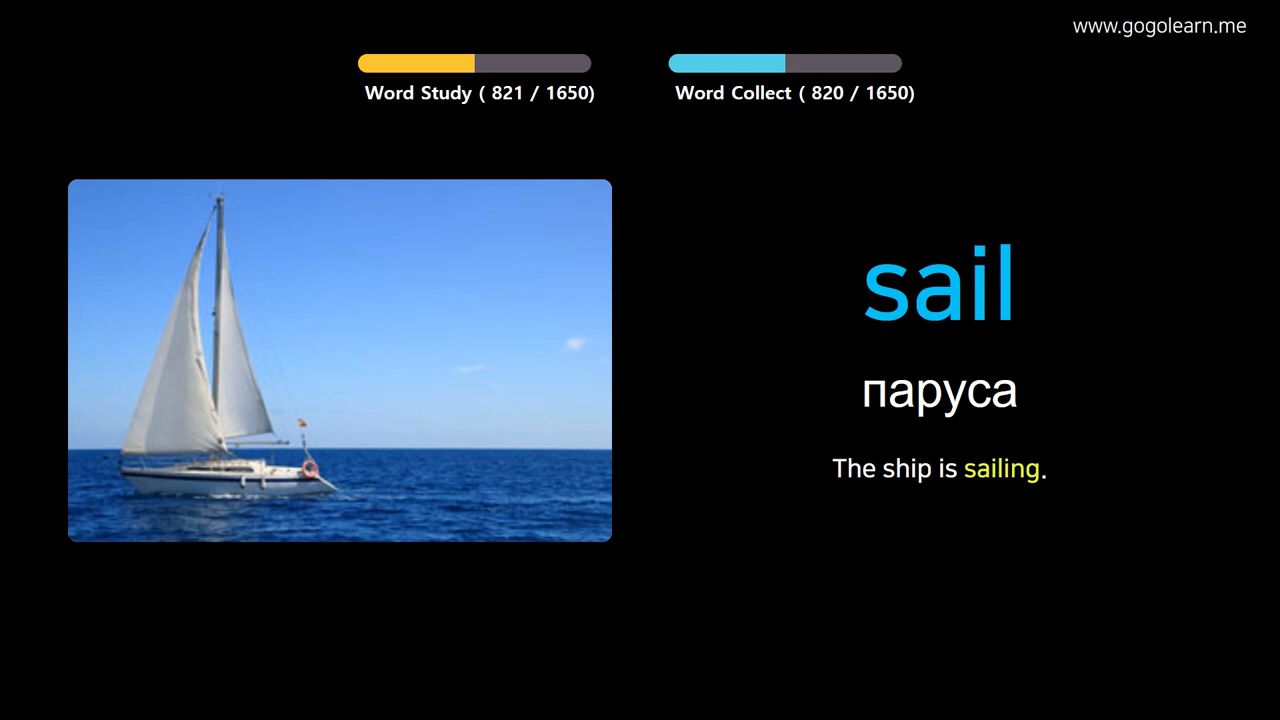 www.gogolearn.me
Word Study ( 821 / 1650)
Word Collect ( 820 / 1650)
sail
паруса
The ship is sailing.